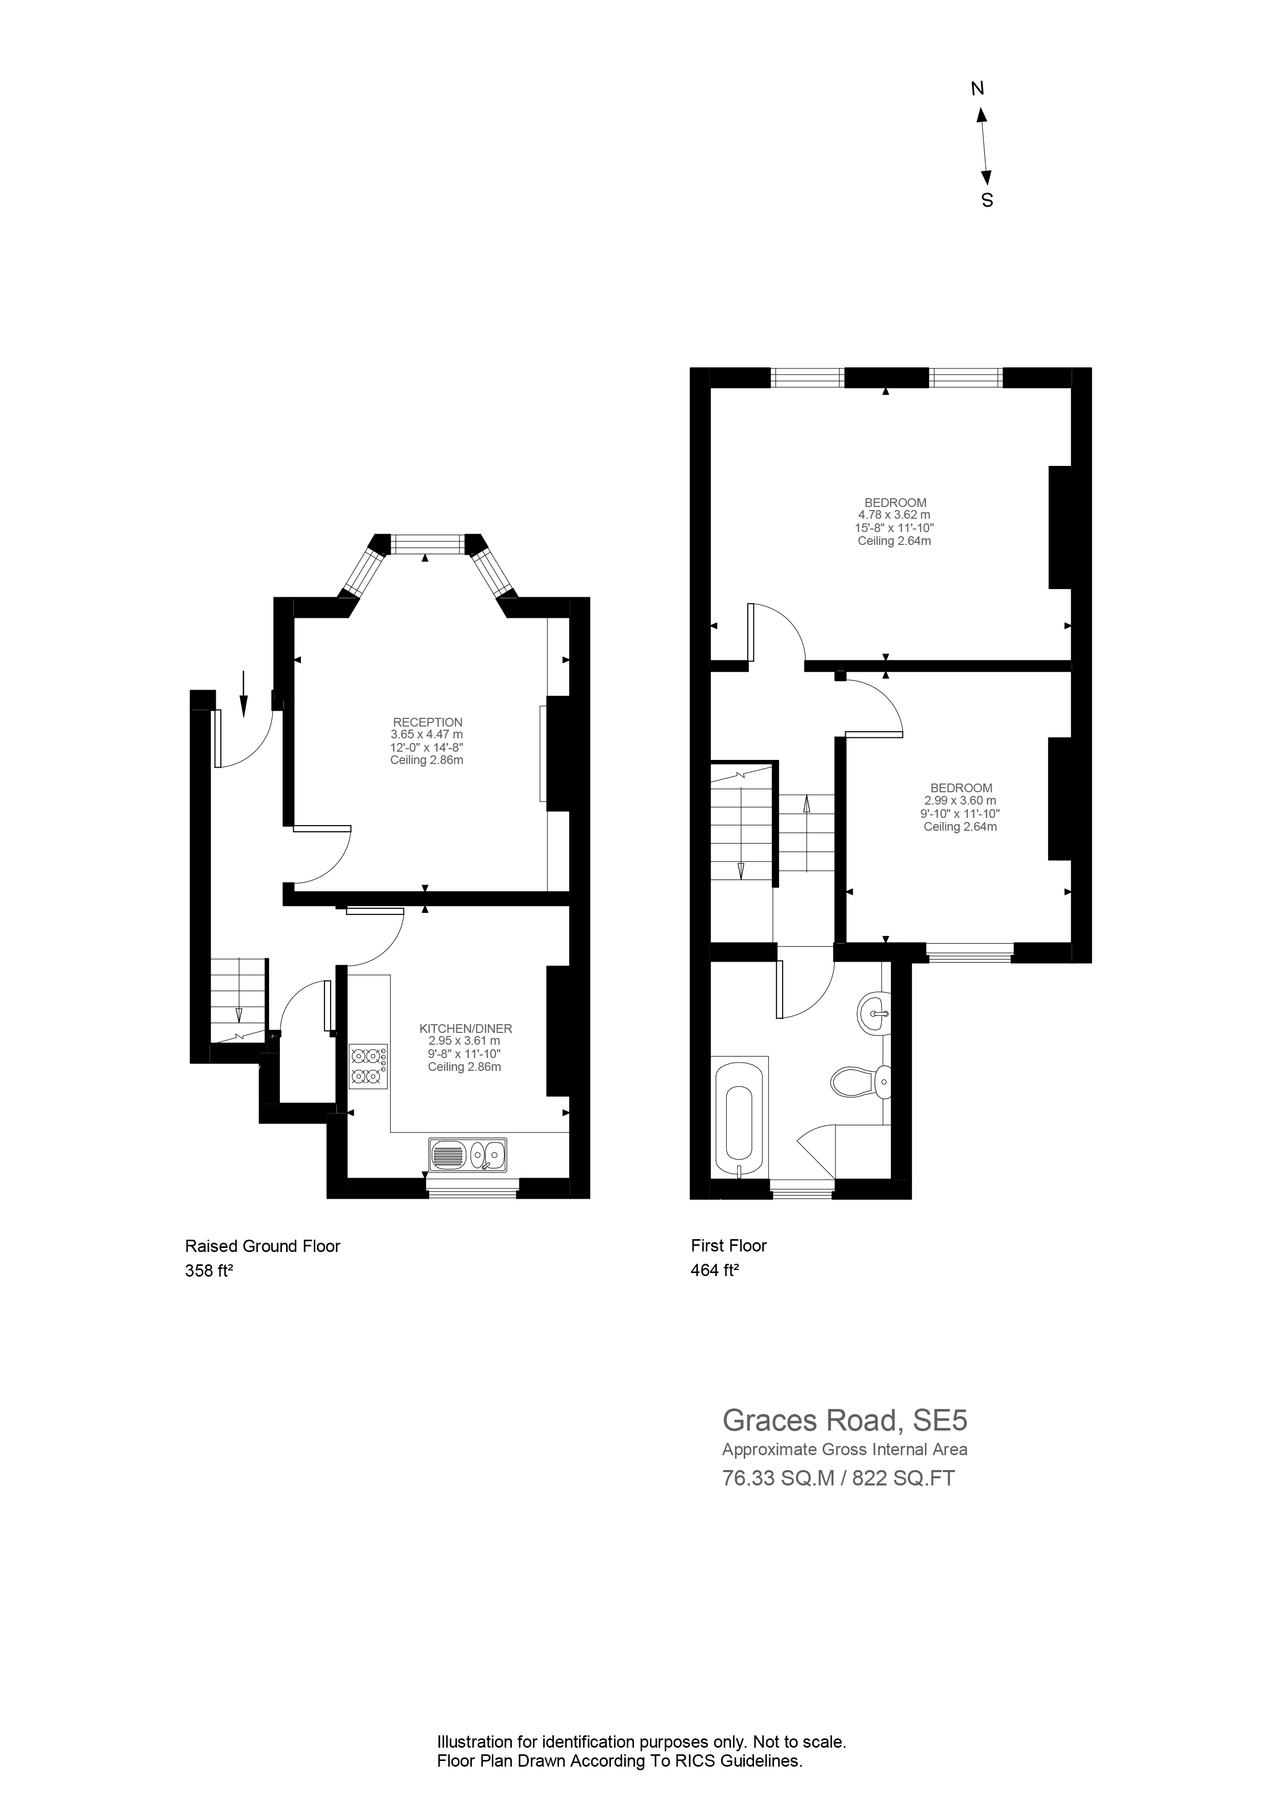 N
S
BEDROOM
4.78 x 3.62 m
15'-8" x 11'-10"
Ceiling 2.64m
RECEPTION
3.65 x 4.47 m
12'-0" x 14'-8"
Ceiling 2.86m
BEDROOM
2.99 x 3.60 m
9'-10" x 11'-10"
Ceiling 2.64m
KITCHEN/DINER
2.95 x 3.61 m
9'-8" x 11'-10"
Ceiling 2.86m
Raised Ground Floor
358 ft²
First Floor
464 ft²
Graces Road, SE5
Approximate Gross Internal Area
76.33 SQ.M / 822 SQ.FT
Illustration for identification purposes only. Not to scale.
Floor Plan Drawn According To RICS Guidelines.